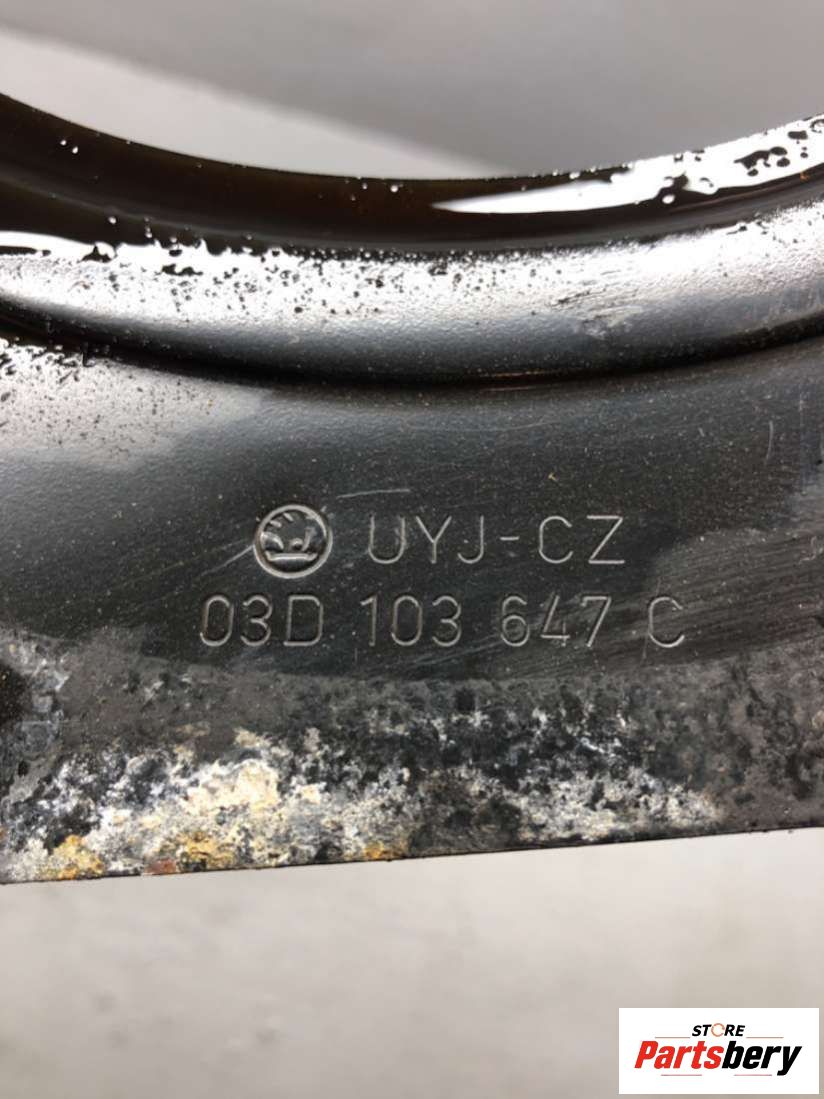 UYJ-CZ
03D 103 647 C
STORE
Partsbery